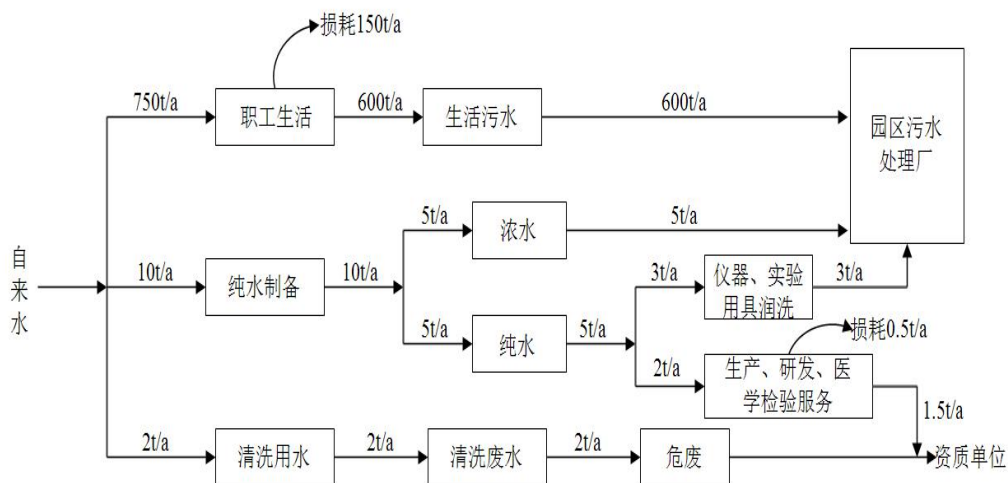 损耗150t/a
750t/a
职工生活
600t/a
生活污水
600t/a
园区污水
处理厂
5t/a
浓水
5t/a
自
来
水
10t/a
纯水制备
10t/a
3t/a
仪器、实验
用具润洗
3t/a
5t/a
纯水
5t/a
损耗0.5t/a
2t/a
生产、研发、医
学检验服务
1.5t/a
2t/a
清洗用水
2t/a
清洗废水
2t/a
危废
资质单位